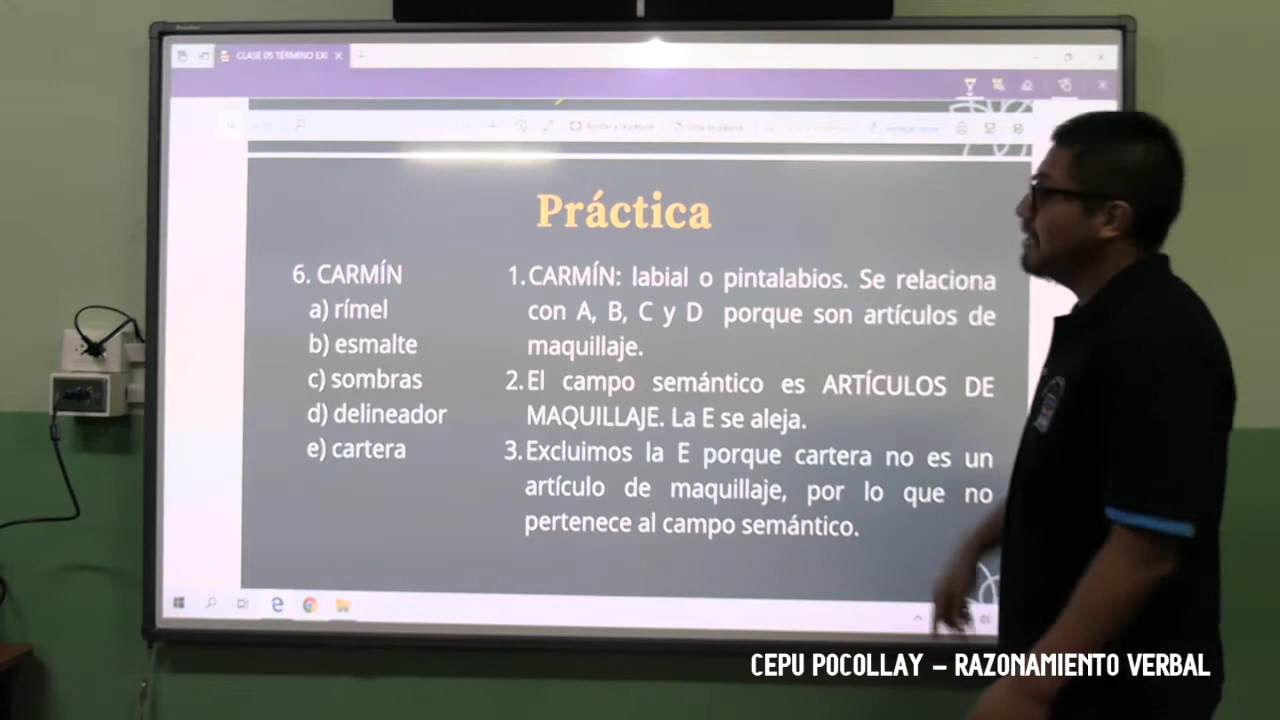 CLASE 05 TÉRMINO EXI
Práctica
6. CARMÍN
a) rímel
b) esmalte
c) sombras
d) delineador
e) cartera
1. CARMÍN: labial o pintalabios. Se relaciona
con A, B, C y D porque son artículos de
maquillaje.
2. El campo semántico es ARTÍCULOS DE
MAQUILLAJE. La E se aleja.
3. Excluimos la E porque cartera no es un
artículo de maquillaje, por lo que no
pertenece al campo semántico.
CEPU POCOLLAY – RAZONAMIENTO VERBAL